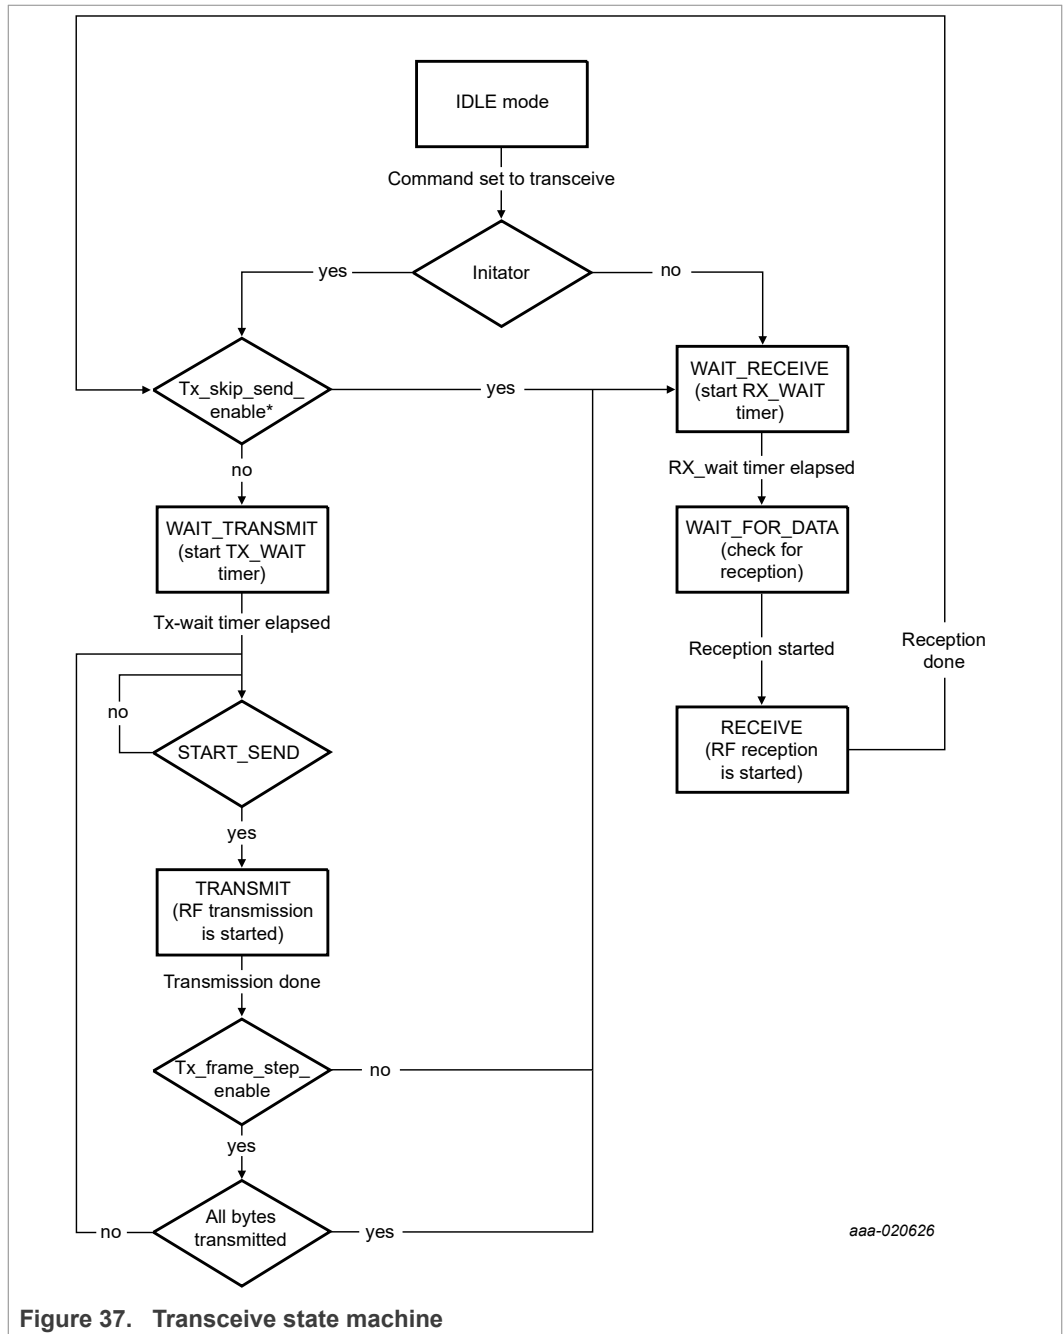 IDLE mode
Command set to transceive
Initator
yes
no
Tx_skip_send_
enable*
yes
WAIT_RECEIVE
(start RX_WAIT
timer)
no
RX_wait timer elapsed
WAIT_TRANSMIT
(start TX_WAIT
timer)
WAIT_FOR_DATA
(check for
reception)
Tx-wait timer elapsed
Reception started
Reception
done
no
START_SEND
RECEIVE
(RF reception
is started)
yes
TRANSMIT
(RF transmission
is started)
Transmission done
Tx_frame_step_
enable
no
yes
All bytes
transmitted
no
yes
aaa-020626
Figure 37. Transceive state machine